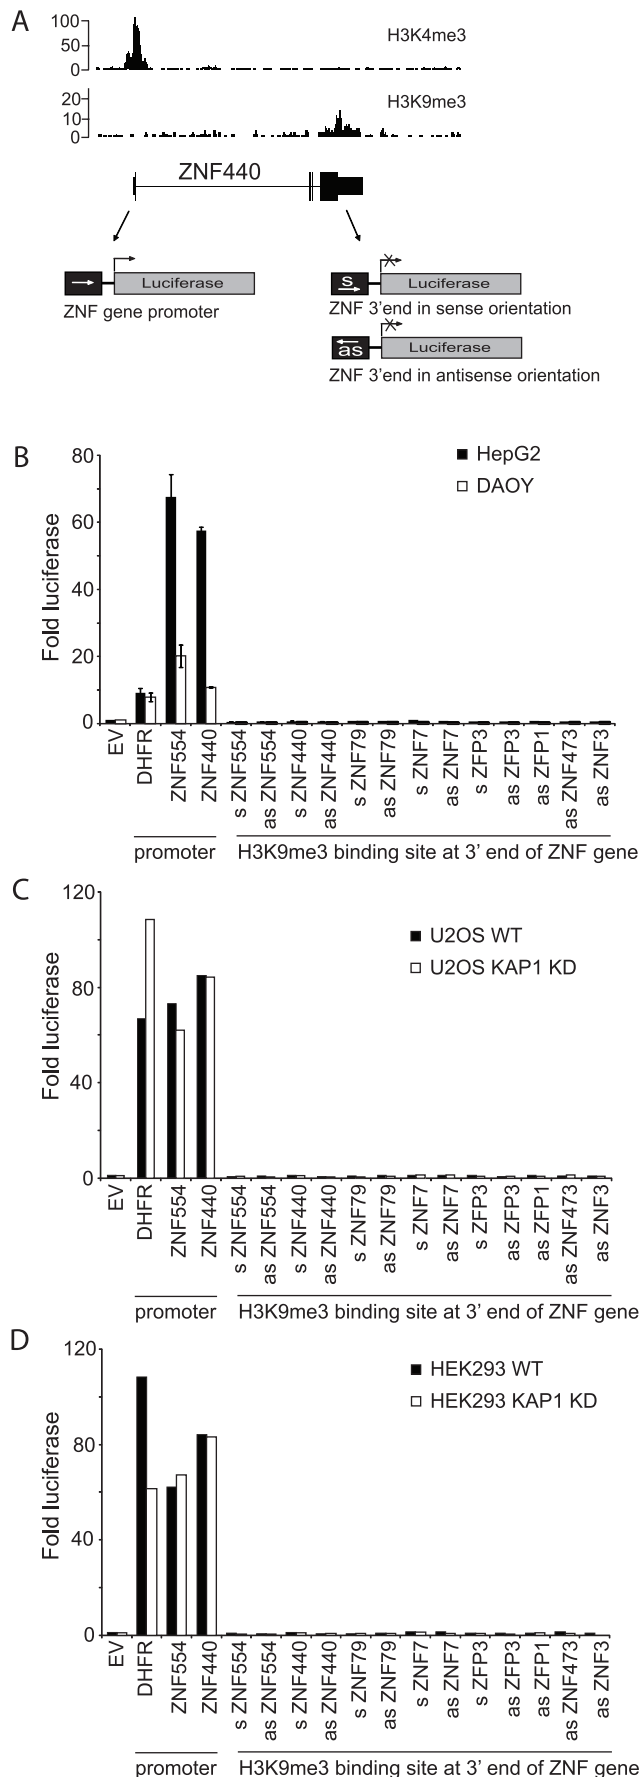 A
100
50
0
H3K4me3
20
10
0
H3K9me3
ZNF440
Luciferase
ZNF gene promoter
s
Luciferase
ZNF 3'end in sense orientation
as
Luciferase
ZNF 3'end in antisense orientation
B
80
60
40
20
0
Fold luciferase
HepG2
DAOY
EV
DHFR
ZNF554
ZNF440
s ZNF554
as ZNF554
s ZNF440
as ZNF440
s ZNF79
as ZNF79
s ZNF7
as ZNF7
s ZFP3
as ZFP3
as ZFP1
as ZNF473
as ZNF3
promoter
H3K9me3 binding site at 3' end of ZNF gene
C
120
80
40
0
Fold luciferase
U2OS WT
U2OS KAP1 KD
EV
DHFR
ZNF554
ZNF440
s ZNF554
as ZNF554
s ZNF440
as ZNF440
s ZNF79
as ZNF79
s ZNF7
as ZNF7
s ZFP3
as ZFP3
as ZFP1
as ZNF473
as ZNF3
promoter
H3K9me3 binding site at 3' end of ZNF gene
D
120
80
40
0
Fold luciferase
HEK293 WT
HEK293 KAP1 KD
EV
DHFR
ZNF554
ZNF440
s ZNF554
as ZNF554
s ZNF440
as ZNF440
s ZNF79
as ZNF79
s ZNF7
as ZNF7
s ZFP3
as ZFP3
as ZFP1
as ZNF473
as ZNF3
promoter
H3K9me3 binding site at 3' end of ZNF gene